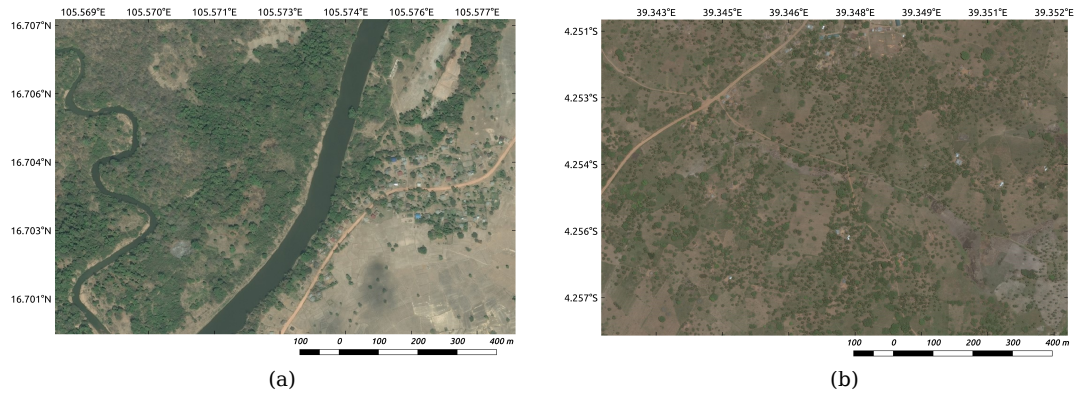 105.569°E 105.570°E 105.571°E 105.573°E 105.574°E 105.576°E 105.577°E
16.707°N
16.706°N
16.704°N
16.703°N
16.701°N
100 0 100 200 300 400 m
(a)
39.343°E 39.345°E 39.346°E 39.348°E 39.349°E 39.351°E 39.352°E
4.251°S
4.253°S
4.254°S
4.256°S
4.257°S
100 0 100 200 300 400 m
(b)